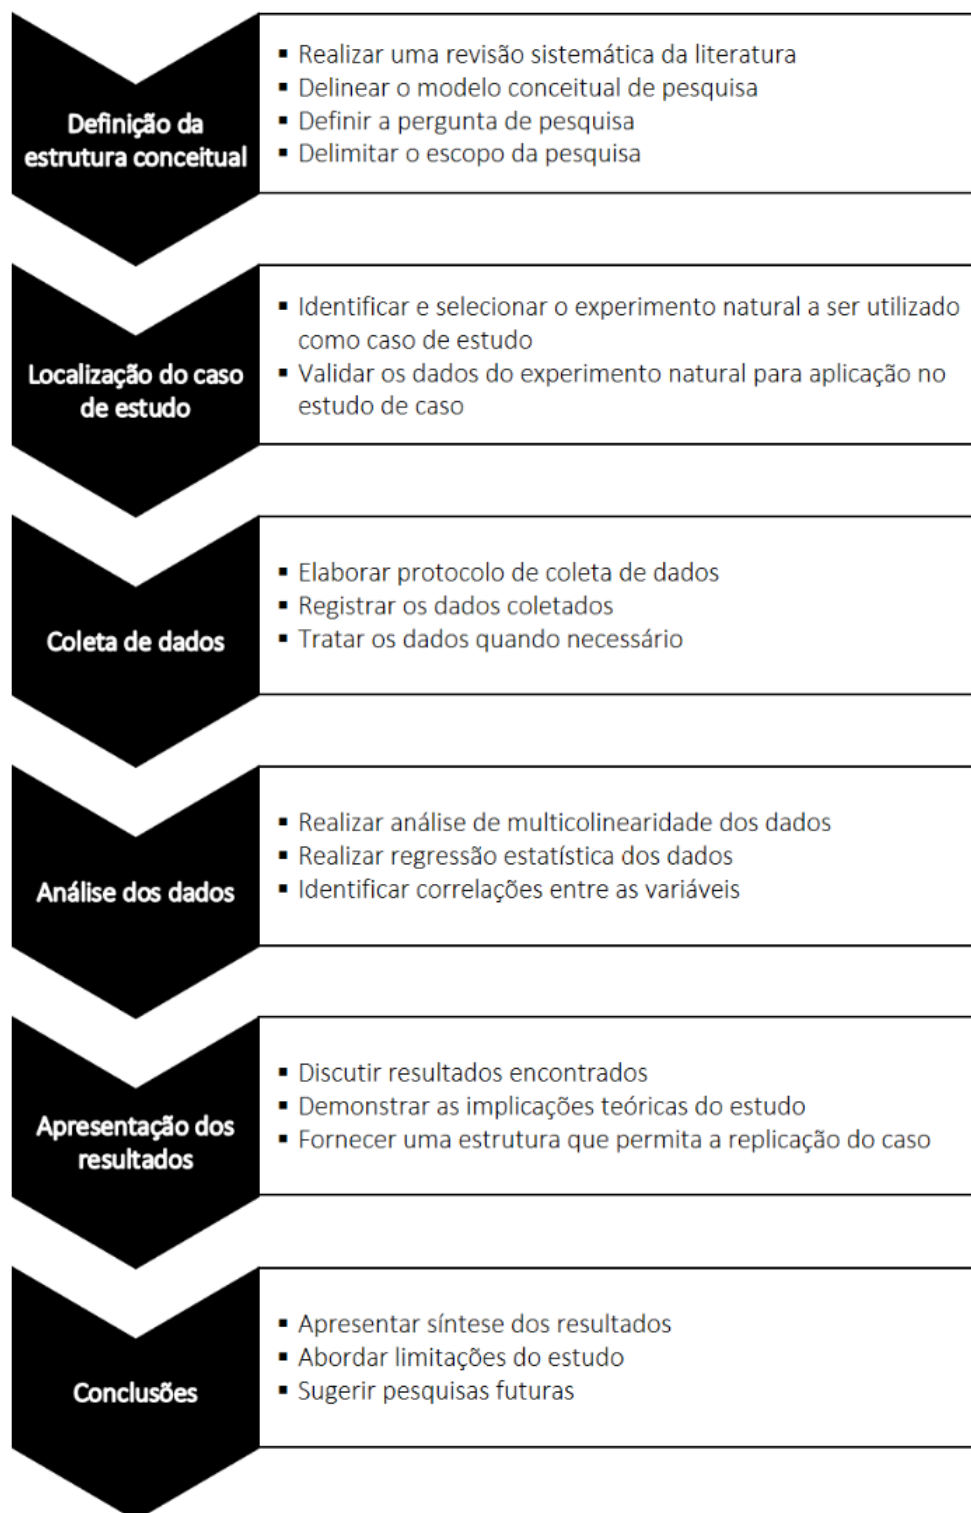 Definição da
estrutura conceitual
▪ Realizar uma revisão sistemática da literatura
▪ Delinear o modelo conceitual de pesquisa
▪ Definir a pergunta de pesquisa
▪ Delimitar o escopo da pesquisa
Localização do caso
de estudo
▪ Identificar e selecionar o experimento natural a ser utilizado
como caso de estudo
▪ Validar os dados do experimento natural para aplicação no
estudo de caso
Coleta de dados
▪ Elaborar protocolo de coleta de dados
▪ Registrar os dados coletados
▪ Tratar os dados quando necessário
Análise dos dados
▪ Realizar análise de multicolinearidade dos dados
▪ Realizar regressão estatística dos dados
▪ Identificar correlações entre as variáveis
Apresentação dos
resultados
▪ Discutir resultados encontrados
▪ Demonstrar as implicações teóricas do estudo
▪ Fornecer uma estrutura que permita a replicação do caso
Conclusões
▪ Apresentar síntese dos resultados
▪ Abordar limitações do estudo
▪ Sugerir pesquisas futuras